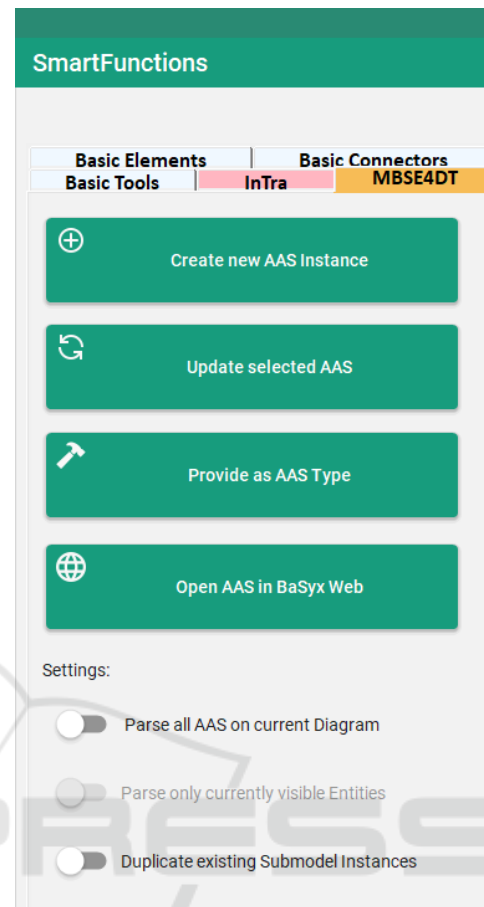 SmartFunctions
Basic Elements Basic Connectors
Basic Tools InTra MBSE4DT
Create new AAS Instance
Update selected AAS
Provide as AAS Type
Open AAS in BaSyx Web
Settings:
Parse all AAS on current Diagram
Parse only currently visible Entities
PRESS
Duplicate existing Submodel Instances